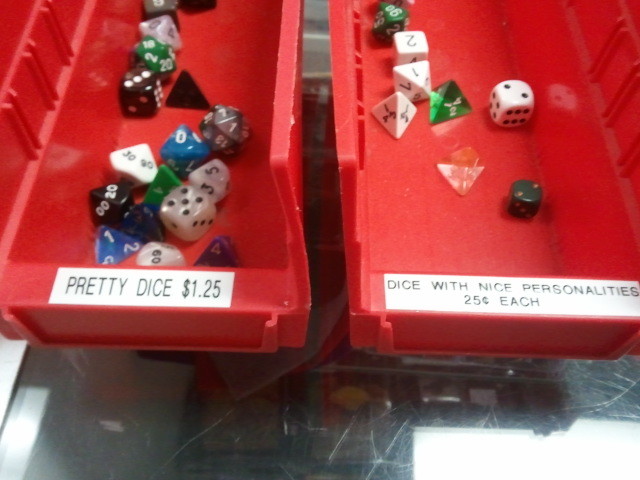 PRETTY DICE $1.25
DICE WITH NICE PERSONALITIES
25¢ EACH